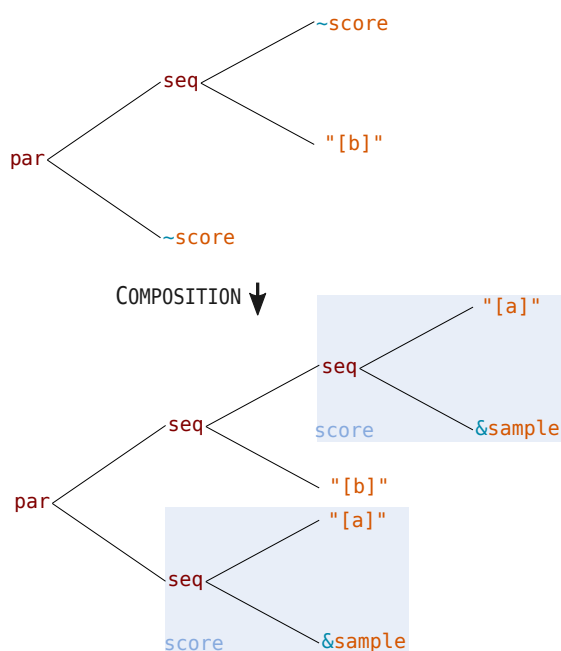 ~score
seq
"[b]"
par
~score
COMPOSITION
"[a]"
seq
score
&sample
seq
"[b]"
par
"[a]"
seq
score
&sample